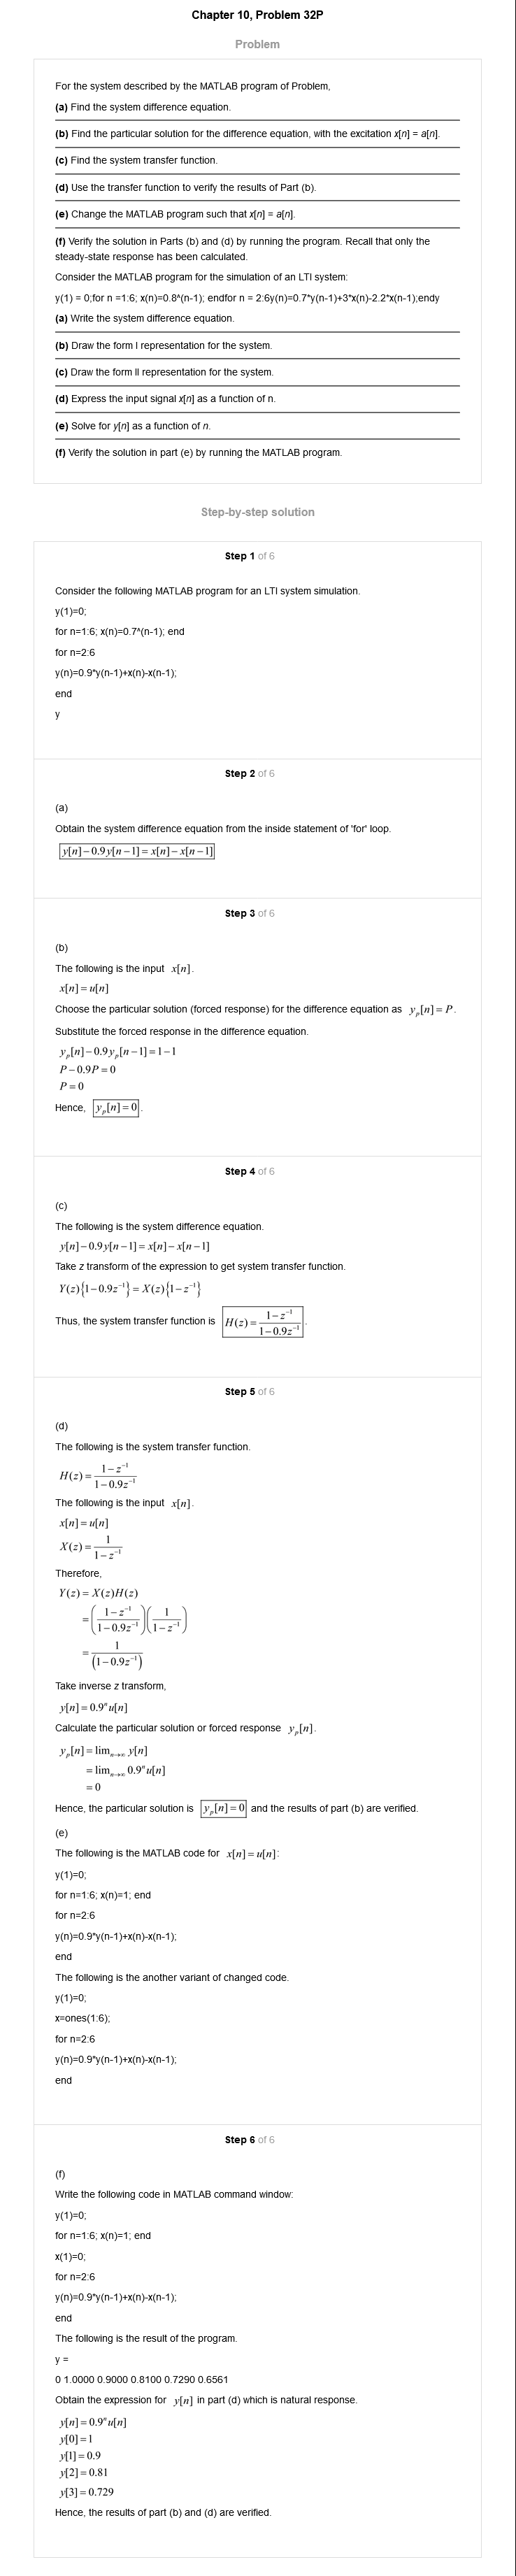 Chapter 10, Problem 32P
Problem
For the system described by the MATLAB program of Problem,
(a) Find the system difference equation.
(b) Find the particular solution for the difference equation, with the excitation x[n] = a[n].
(c) Find the system transfer function.
(d) Use the transfer function to verify the results of Part (b).
(e) Change the MATLAB program such that x[n] = a[n].
(f) Verify the solution in Parts (b) and (d) by running the program. Recall that only the
steady-state response has been calculated.
Consider the MATLAB program for the simulation of an LTI system:
y(1) = 0;for n =1:6; x(n)=0.8^(n-1); endfor n = 2:6y(n)=0.7*y(n-1)+3*x(n)-2.2*x(n-1);endy
(a) Write the system difference equation.
(b) Draw the form I representation for the system.
(c) Draw the form II representation for the system.
(d) Express the input signal x[n] as a function of n.
(e) Solve for y[n] as a function of n.
(f) Verify the solution in part (e) by running the MATLAB program.
Step-by-step solution
Step 1 of 6
Consider the following MATLAB program for an LTI system simulation.
y(1)=0;
for n=1:6; x(n)=0.7^(n-1); end
for n=2:6
y(n)=0.9*y(n-1)+x(n)-x(n-1);
end
y
Step 2 of 6
(a)
Obtain the system difference equation from the inside statement of 'for' loop.
y[n]−0.9y[n−1]=x[n]−x[n−1]
Step 3 of 6
(b)
The following is the input x[n].
x[n]=u[n]
Choose the particular solution (forced response) for the difference equation as y_p[n]=P.
Substitute the forced response in the difference equation.
y_p[n]−0.9y_p[n−1]=1−1
P−0.9P=0
P=0
Hence, y_p[n]=0.
Step 4 of 6
(c)
The following is the system difference equation.
y[n]−0.9y[n−1]=x[n]−x[n−1]
Take z transform of the expression to get system transfer function.
Y(z){1−0.9z⁻¹}=X(z){1−z⁻¹}
Thus, the system transfer function is H(z)=(1−z⁻¹)/(1−0.9z⁻¹).
Step 5 of 6
(d)
The following is the system transfer function.
H(z)=(1−z⁻¹)/(1−0.9z⁻¹)
The following is the input x[n].
x[n]=u[n]
X(z)=1/(1−z⁻¹)
Therefore,
Y(z)=X(z)H(z)
=((1−z⁻¹)/(1−0.9z⁻¹))(1/(1−z⁻¹))
=1/(1−0.9z⁻¹)
Take inverse z transform,
y[n]=0.9ⁿu[n]
Calculate the particular solution or forced response y_p[n].
y_p[n]=lim_{n→∞} y[n]
=lim_{n→∞} 0.9ⁿu[n]
=0
Hence, the particular solution is y_p[n]=0 and the results of part (b) are verified.
(e)
The following is the MATLAB code for x[n]=u[n]:
y(1)=0;
for n=1:6; x(n)=1; end
for n=2:6
y(n)=0.9*y(n-1)+x(n)-x(n-1);
end
The following is the another variant of changed code.
y(1)=0;
x=ones(1:6);
for n=2:6
y(n)=0.9*y(n-1)+x(n)-x(n-1);
end
Step 6 of 6
(f)
Write the following code in MATLAB command window:
y(1)=0;
for n=1:6; x(n)=1; end
x(1)=0;
for n=2:6
y(n)=0.9*y(n-1)+x(n)-x(n-1);
end
The following is the result of the program.
y =
0 1.0000 0.9000 0.8100 0.7290 0.6561
Obtain the expression for y[n] in part (d) which is natural response.
y[n]=0.9ⁿu[n]
y[0]=1
y[1]=0.9
y[2]=0.81
y[3]=0.729
Hence, the results of part (b) and (d) are verified.